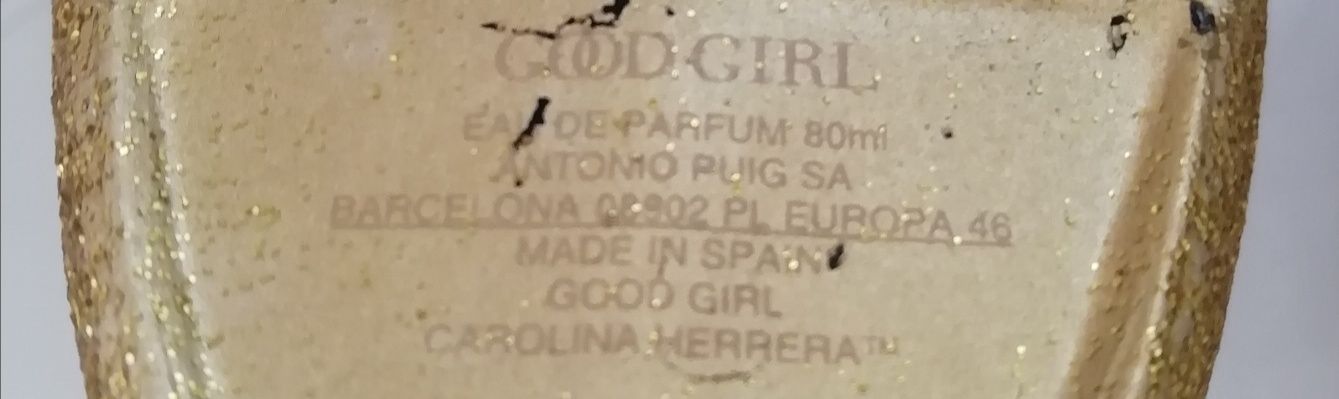 GOOD GIRL
EAU DE PARFUM 80ml
ANTONIO PUIG SA
BARCELONA 08902 PL EUROPA 46
MADE IN SPAIN
GOOD GIRL
CAROLINA HERRERA™